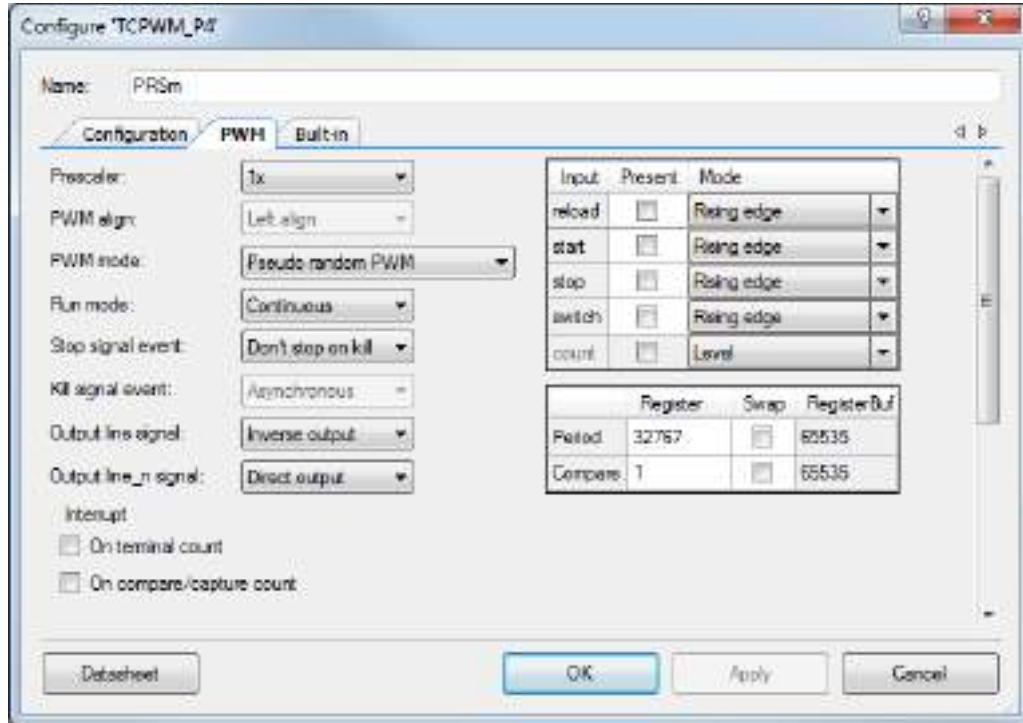 Configure 'TCPWM_P4'
Name: PRSm
Configuration PWM Built-in
Prescaler: 1x
PWM align: Left align
PWM mode: Pseudo random PWM
Run mode: Continuous
Stop signal event: Don't stop on kill
Kill signal event: Asynchronous
Output line signal: Inverse output
Output line_n signal: Direct output
Interrupt
On terminal count
On compare/capture count
Input Present Mode
reload Rising edge
start Rising edge
stop Rising edge
switch Rising edge
count Level
Register Swap RegisterBuf
Period 32767 65535
Compare 1 65535
Datasheet OK Apply Cancel